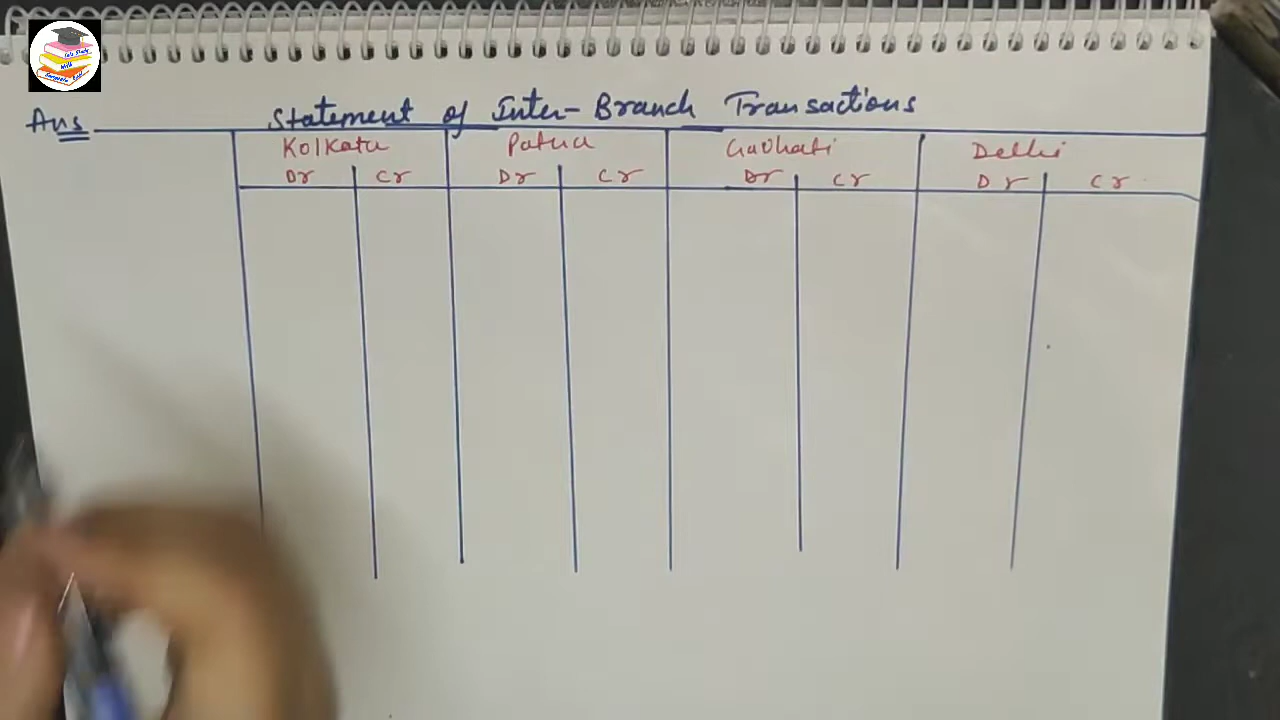 Ans Statement of Inter-Branch Transactions
Kolkata Patna Gauhati Delhi
Dr Cr Dr Cr Dr Cr Dr Cr